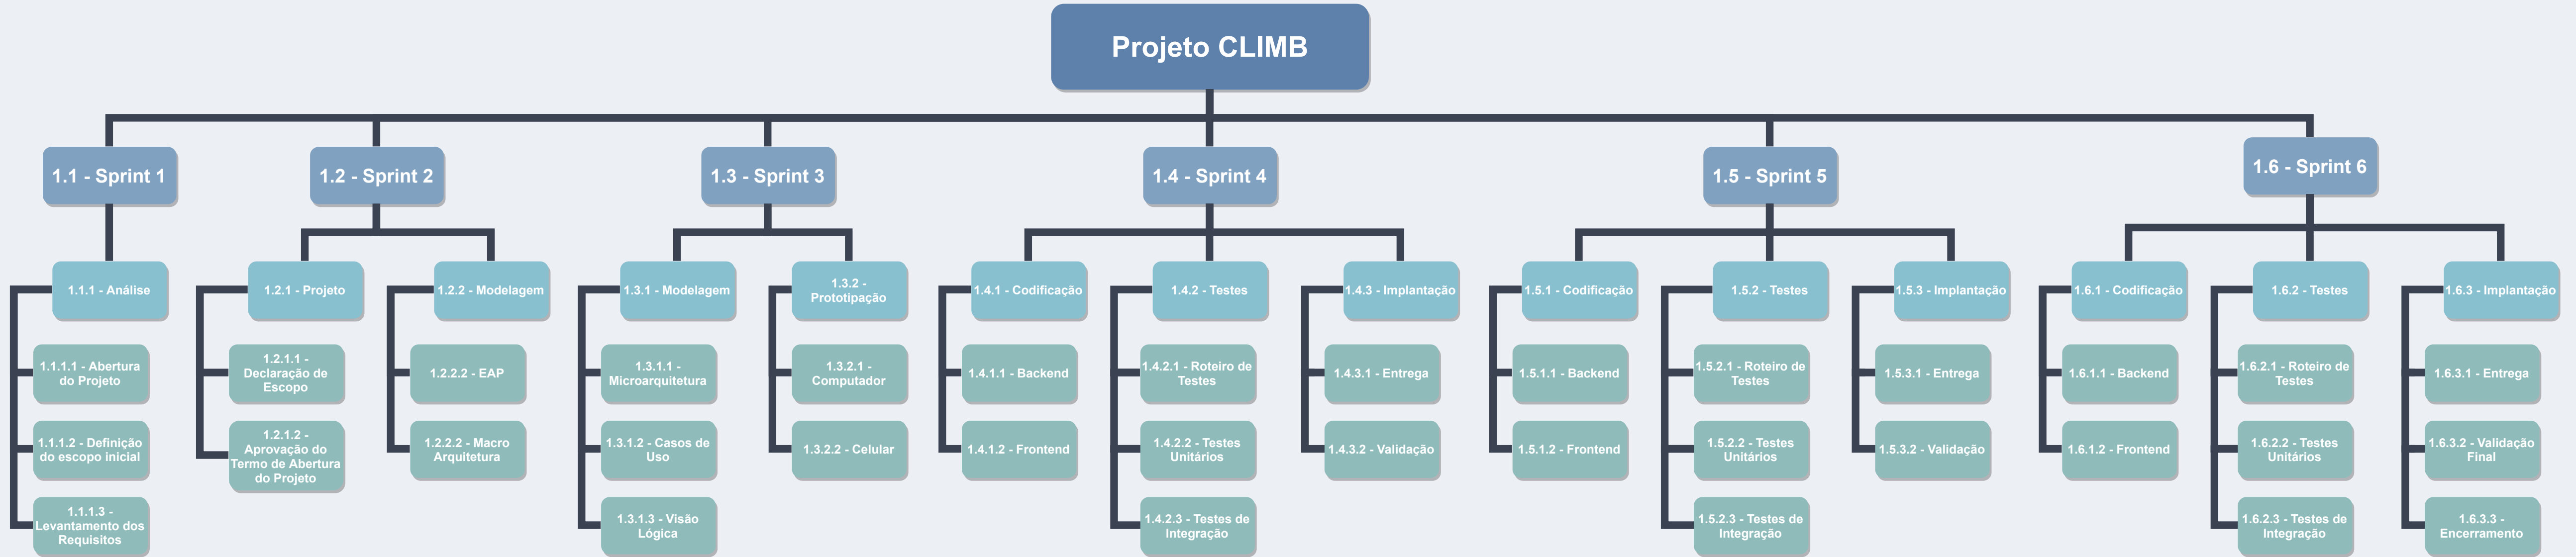 Projeto CLIMB
1.1 - Sprint 1
1.2 - Sprint 2
1.3 - Sprint 3
1.4 - Sprint 4
1.5 - Sprint 5
1.6 - Sprint 6
1.1.1 - Análise
1.2.1 - Projeto
1.2.2 - Modelagem
1.3.1 - Modelagem
1.3.2 -
Prototipação
1.4.1 - Codificação
1.4.2 - Testes
1.4.3 - Implantação
1.5.1 - Codificação
1.5.2 - Testes
1.5.3 - Implantação
1.6.1 - Codificação
1.6.2 - Testes
1.6.3 - Implantação
1.1.1.1 - Abertura
do Projeto
1.2.1.1 -
Declaração de
Escopo
1.2.2.2 - EAP
1.3.1.1 -
Microarquitetura
1.3.2.1 -
Computador
1.4.1.1 - Backend
1.4.2.1 - Roteiro de
Testes
1.4.3.1 - Entrega
1.5.1.1 - Backend
1.5.2.1 - Roteiro de
Testes
1.5.3.1 - Entrega
1.6.1.1 - Backend
1.6.2.1 - Roteiro de
Testes
1.6.3.1 - Entrega
1.1.1.2 - Definição
do escopo inicial
1.2.1.2 -
Aprovação do
Termo de Abertura
do Projeto
1.2.2.2 - Macro
Arquitetura
1.3.1.2 - Casos de
Uso
1.3.2.2 - Celular
1.4.1.2 - Frontend
1.4.2.2 - Testes
Unitários
1.4.3.2 - Validação
1.5.1.2 - Frontend
1.5.2.2 - Testes
Unitários
1.5.3.2 - Validação
1.6.1.2 - Frontend
1.6.2.2 - Testes
Unitários
1.6.3.2 - Validação
Final
1.1.1.3 -
Levantamento dos
Requisitos
1.3.1.3 - Visão
Lógica
1.4.2.3 - Testes de
Integração
1.5.2.3 - Testes de
Integração
1.6.2.3 - Testes de
Integração
1.6.3.3 -
Encerramento